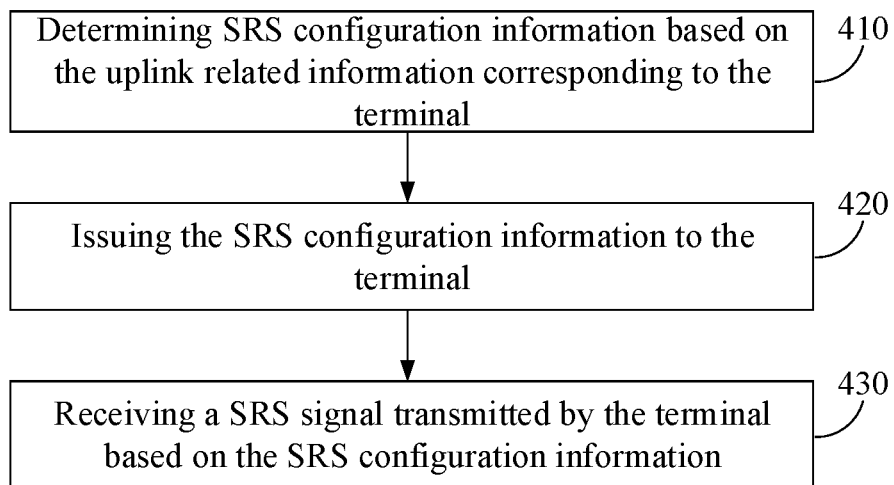 Determining SRS configuration information based on
the uplink related information corresponding to the
terminal
410
Issuing the SRS configuration information to the
terminal
420
Receiving a SRS signal transmitted by the terminal
based on the SRS configuration information
430